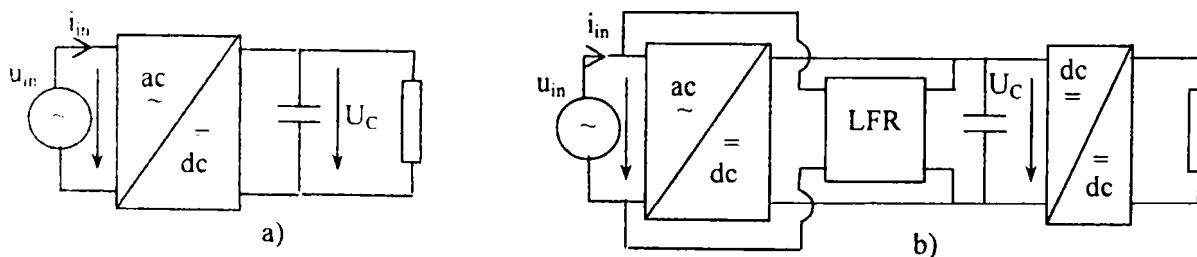 i_in
u_in
~
ac
~
=
dc
U_C
a)
i_in
u_in
~
ac
~
=
dc
LFR
U_C
dc
=
=
dc
b)